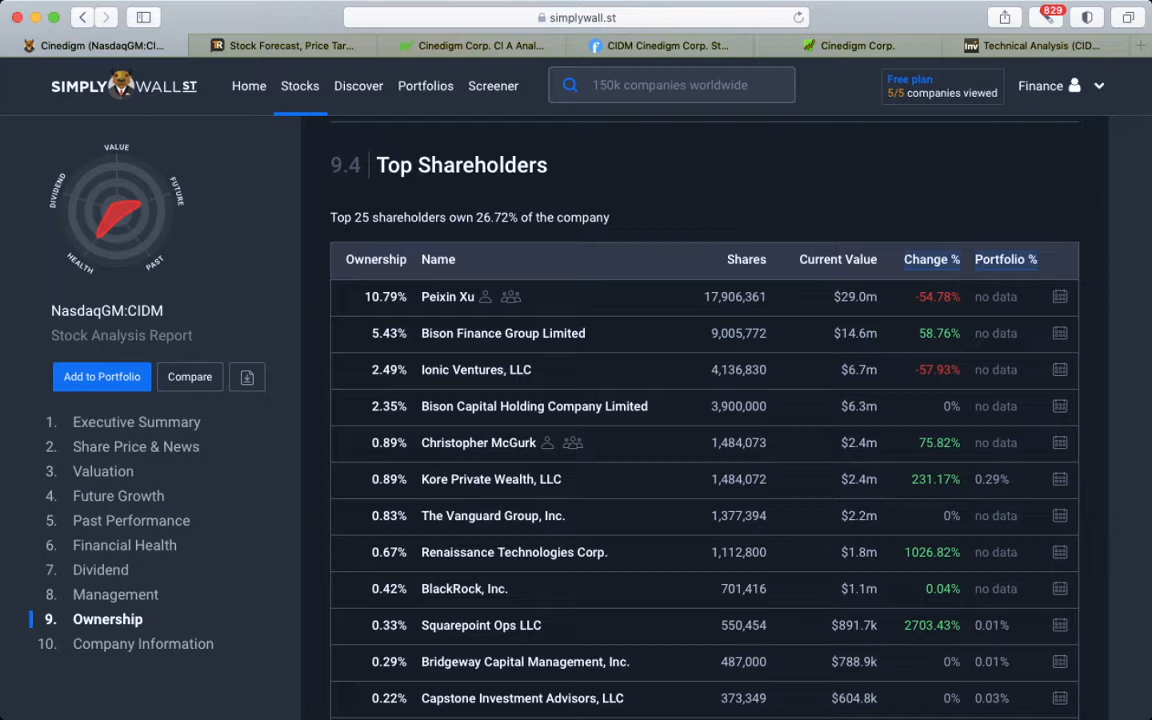 829
simplywall.st
Cinedigm (NasdaqGM:CI...
Stock Forecast, Price Tar...
Cinedigm Corp. Cl A Anal...
CIDM Cinedigm Corp. St...
Cinedigm Corp.
Technical Analysis (CID...
SIMPLY WALL ST
Home
Stocks
Discover
Portfolios
Screener
150k companies worldwide
Free plan
5/5 companies viewed
Finance
VALUE
FUTURE
PAST
HEALTH
DIVIDEND
NasdaqGM:CIDM
Stock Analysis Report
Add to Portfolio
Compare
1. Executive Summary
2. Share Price & News
3. Valuation
4. Future Growth
5. Past Performance
6. Financial Health
7. Dividend
8. Management
9. Ownership
10. Company Information
9.4 Top Shareholders
Top 25 shareholders own 26.72% of the company
Ownership Name Shares Current Value Change % Portfolio %
10.79% Peixin Xu 17,906,361 $29.0m -54.78% no data
5.43% Bison Finance Group Limited 9,005,772 $14.6m 58.76% no data
2.49% Ionic Ventures, LLC 4,136,830 $6.7m -57.93% no data
2.35% Bison Capital Holding Company Limited 3,900,000 $6.3m 0% no data
0.89% Christopher McGurk 1,484,073 $2.4m 75.82% no data
0.89% Kore Private Wealth, LLC 1,484,072 $2.4m 231.17% 0.29%
0.83% The Vanguard Group, Inc. 1,377,394 $2.2m 0% no data
0.67% Renaissance Technologies Corp. 1,112,800 $1.8m 1026.82% no data
0.42% BlackRock, Inc. 701,416 $1.1m 0.04% no data
0.33% Squarepoint Ops LLC 550,454 $891.7k 2703.43% 0.01%
0.29% Bridgeway Capital Management, Inc. 487,000 $788.9k 0% 0.01%
0.22% Capstone Investment Advisors, LLC 373,349 $604.8k 0% 0.03%